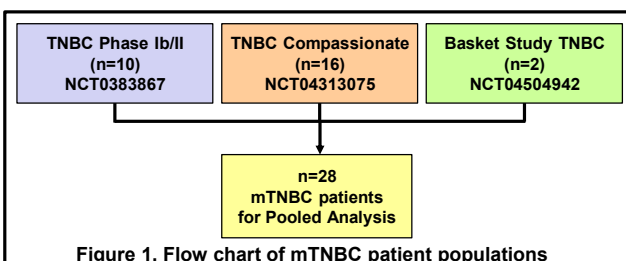 TNBC Phase Ib/II
(n=10)
NCT0383867
TNBC Compassionate
(n=16)
NCT04313075
Basket Study TNBC
(n=2)
NCT04504942
n=28
mTNBC patients
for Pooled Analysis
Figure 1. Flow chart of mTNBC patient populations